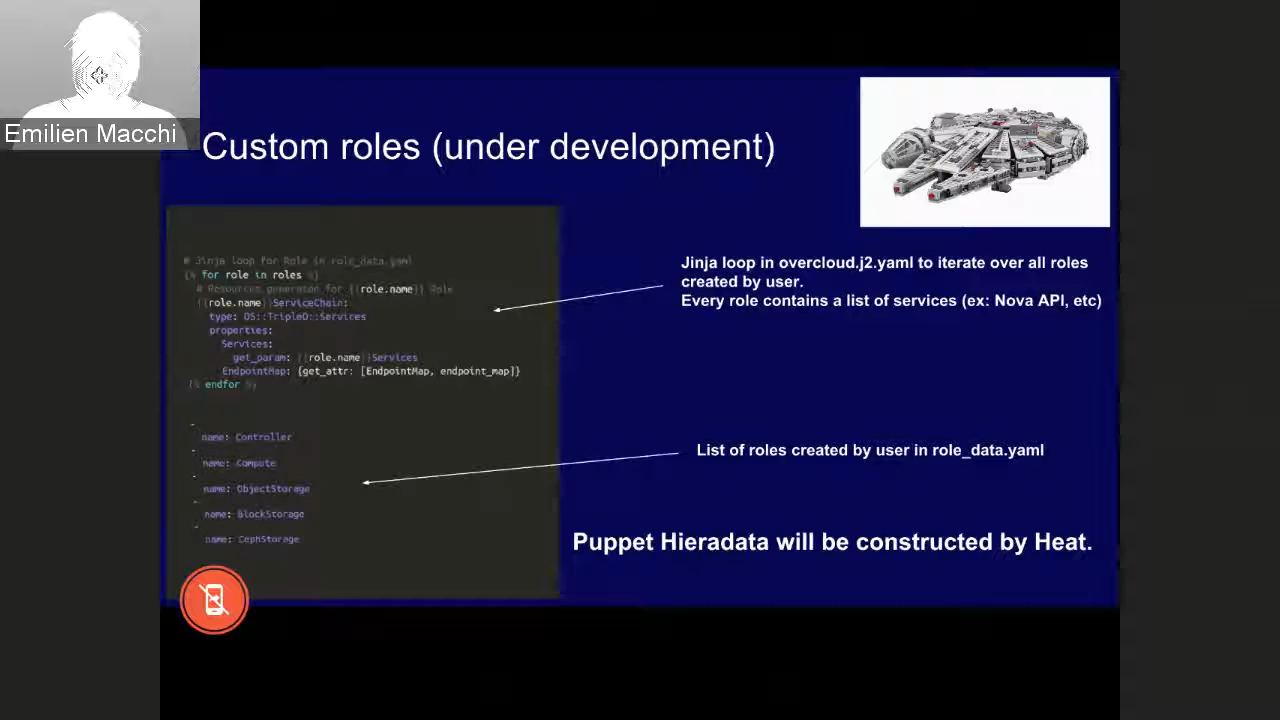 Emilien Macchi
Custom roles (under development)
# Jinja loop for Role in role_data.yaml
{% for role in roles %}
# Resources generator for {{role.name}} Role
{{role.name}}ServiceChain:
type: OS::TripleO::Services
properties:
Services:
get_param: {{role.name}}Services
EndpointMap: {get_attr: [EndpointMap, endpoint_map]}
{% endfor %}
-
name: Controller
-
name: Compute
-
name: ObjectStorage
-
name: BlockStorage
-
name: CephStorage
Jinja loop in overcloud.j2.yaml to iterate over all roles
created by user.
Every role contains a list of services (ex: Nova API, etc)
List of roles created by user in role_data.yaml
Puppet Hieradata will be constructed by Heat.